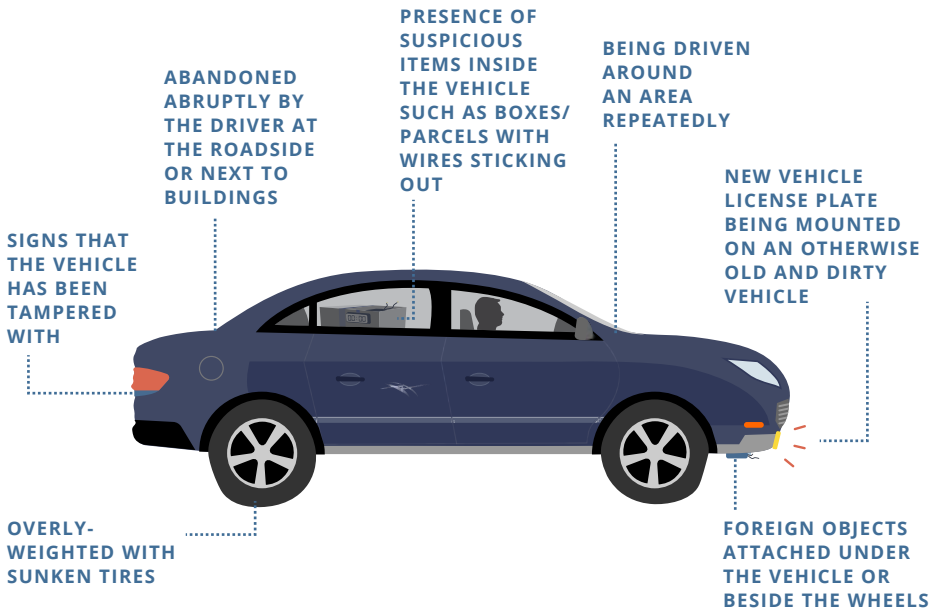 PRESENCE OF
SUSPICIOUS
ITEMS INSIDE
THE VEHICLE
SUCH AS BOXES/
PARCELS WITH
WIRES STICKING
OUT
BEING DRIVEN
AROUND
AN AREA
REPEATEDLY
ABANDONED
ABRUPTLY BY
THE DRIVER AT
THE ROADSIDE
OR NEXT TO
BUILDINGS
NEW VEHICLE
LICENSE PLATE
BEING MOUNTED
ON AN OTHERWISE
OLD AND DIRTY
VEHICLE
SIGNS THAT
THE VEHICLE
HAS BEEN
TAMPERED
WITH
OVERLY-
WEIGHTED WITH
SUNKEN TIRES
FOREIGN OBJECTS
ATTACHED UNDER
THE VEHICLE OR
BESIDE THE WHEELS